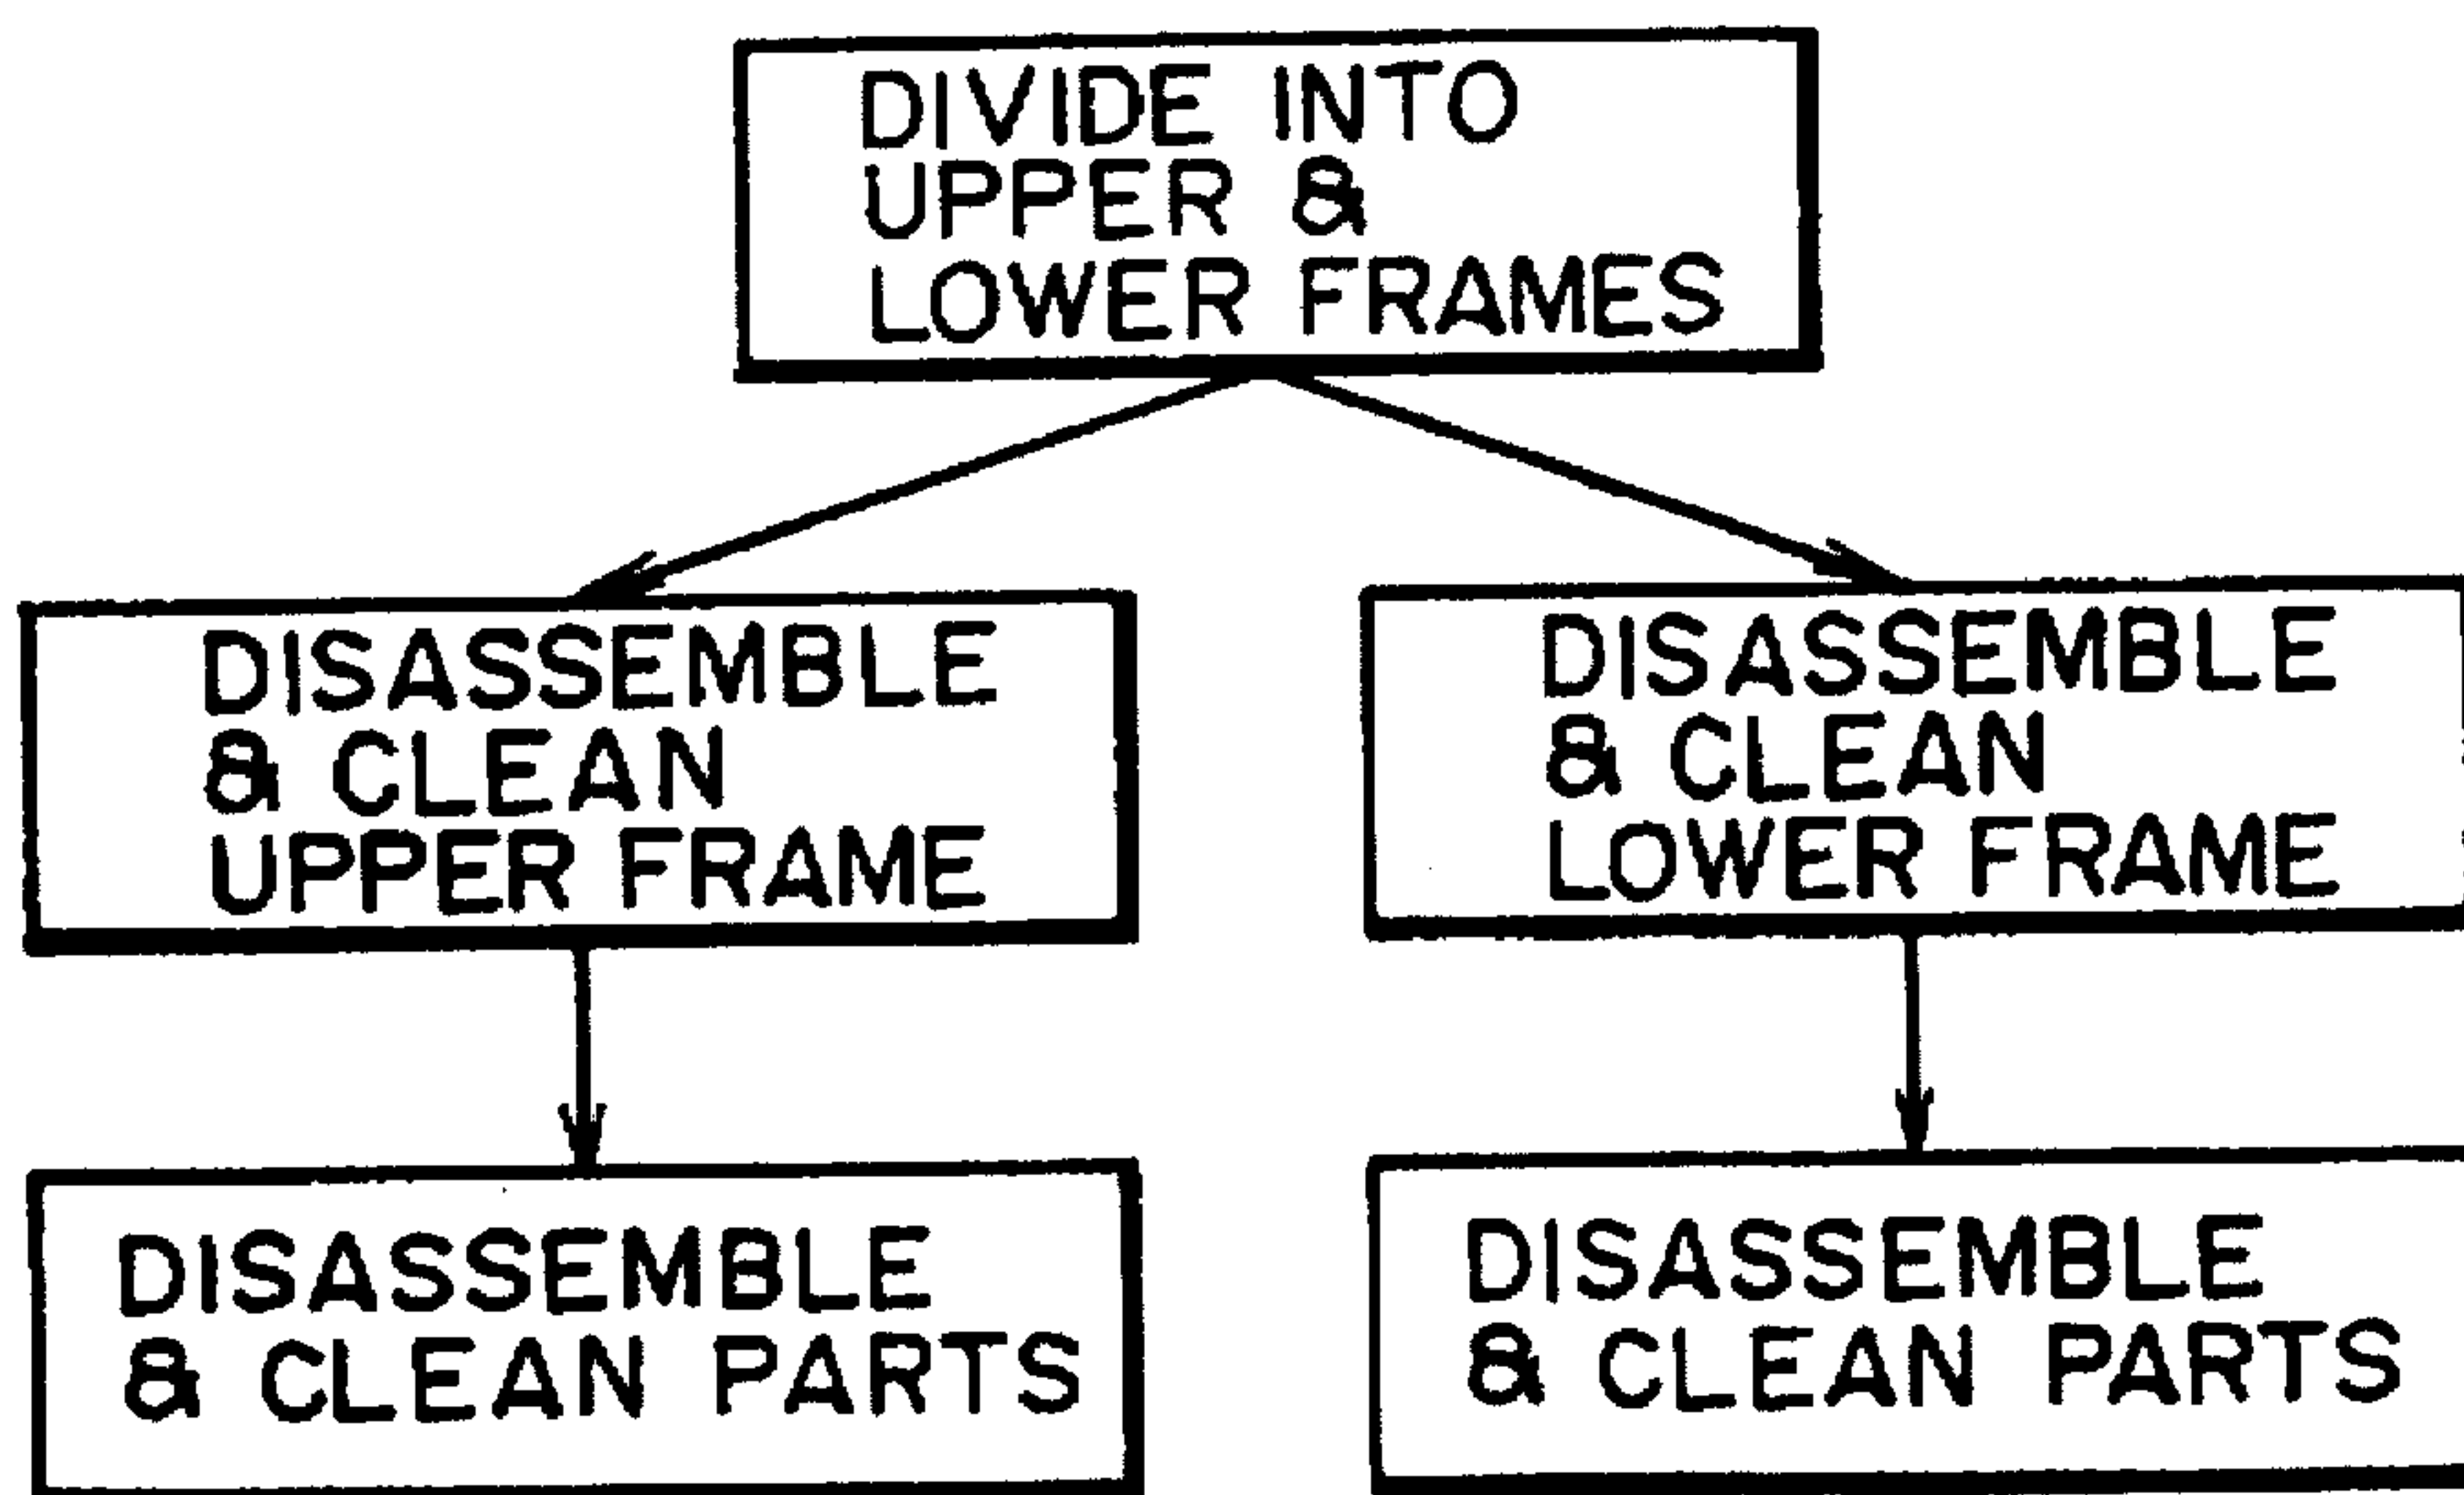 DIVIDE INTO
UPPER &
LOWER FRAMES
DISASSEMBLE
& CLEAN
UPPER FRAME
DISASSEMBLE
& CLEAN
LOWER FRAME
DISASSEMBLE
& CLEAN PARTS
DISASSEMBLE
& CLEAN PARTS